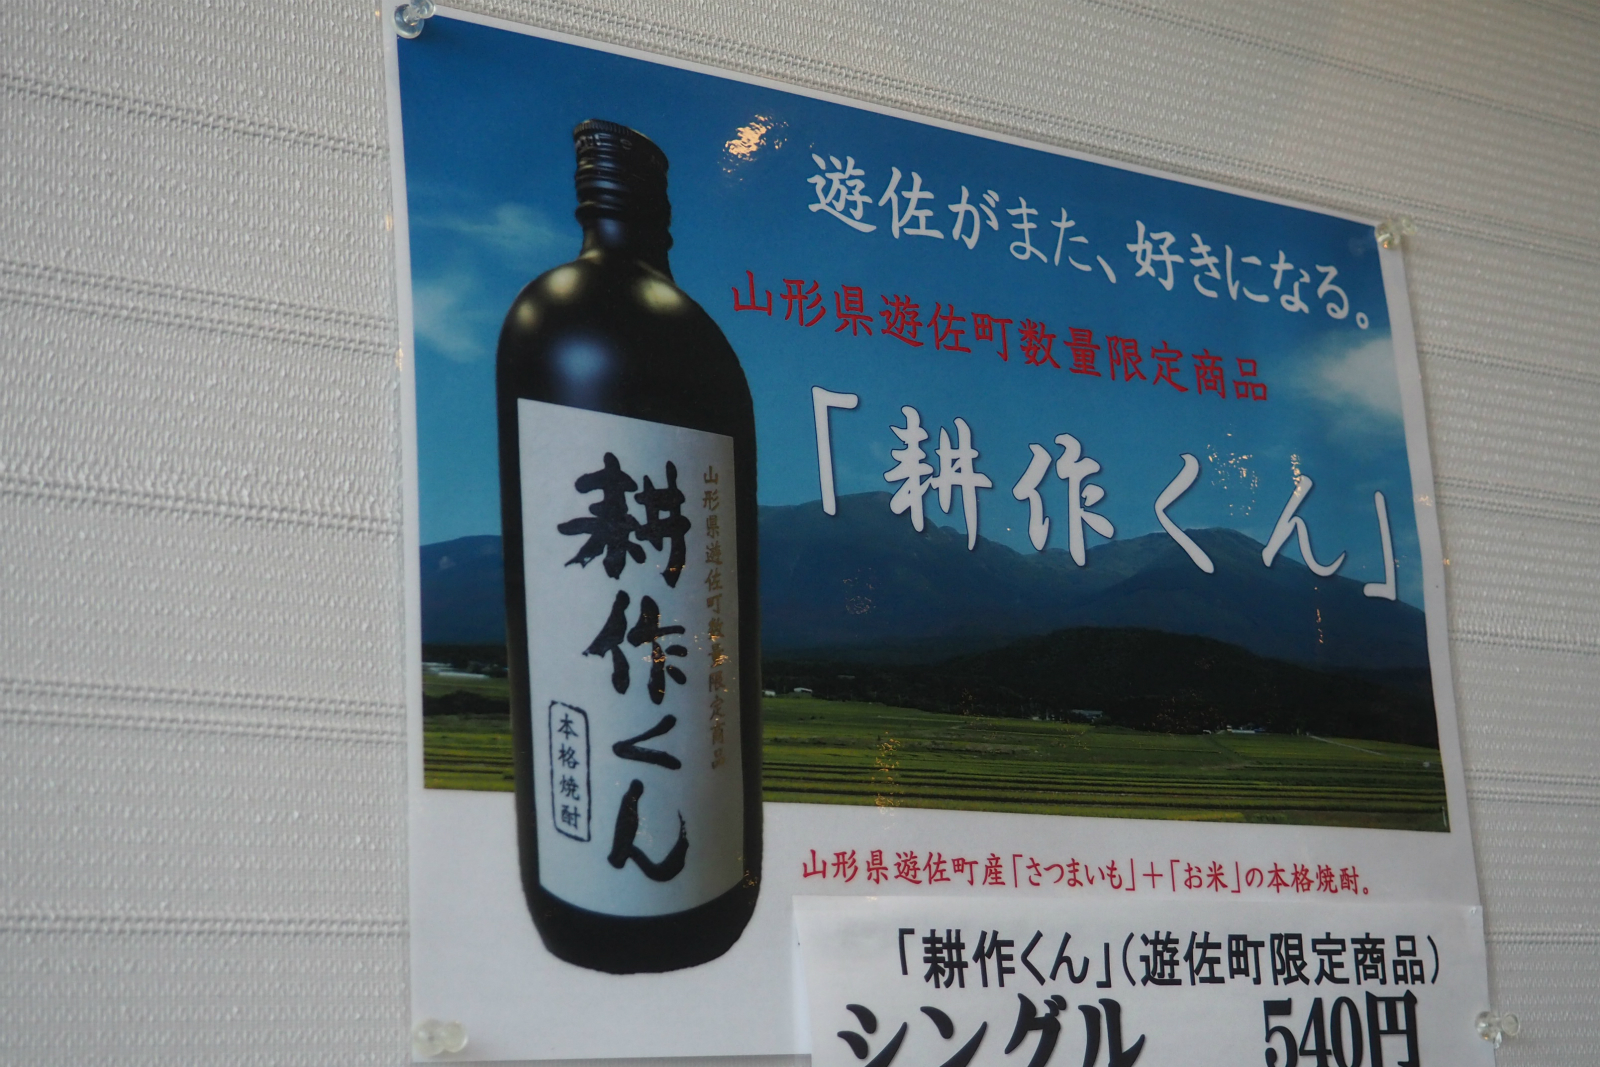 遊佐がまた、好きになる。
山形県遊佐町数量限定商品
「耕作くん」
山形県遊佐町数量限定商品
耕作くん
本格焼酎
山形県遊佐町産「さつまいも」＋「お米」の本格焼酎。
「耕作くん」（遊佐町限定商品）
シングル 540円